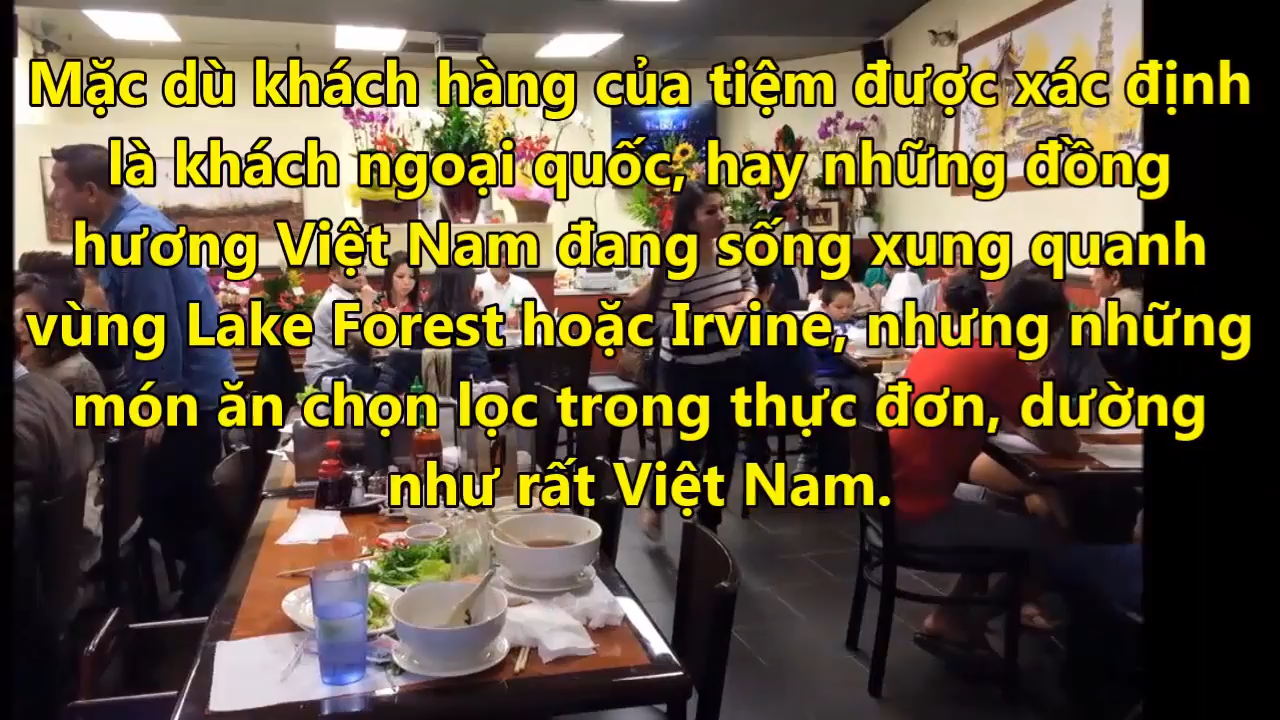 Mặc dù khách hàng của tiệm được xác định
là khách ngoại quốc, hay những đồng
hương Việt Nam đang sống xung quanh
vùng Lake Forest hoặc Irvine, nhưng những
món ăn chọn lọc trong thực đơn, dường
như rất Việt Nam.